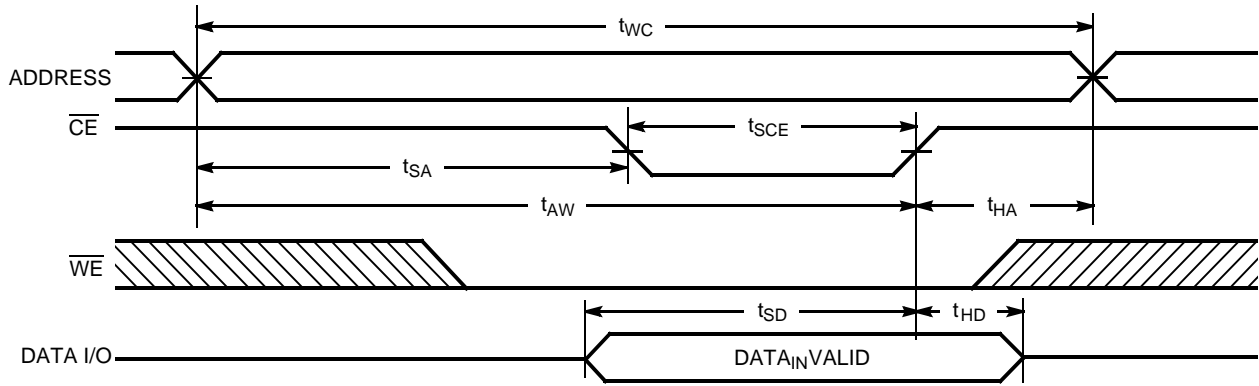 tWC
ADDRESS
CE
tSCE
tSA
tAW
tHA
WE
tSD
tHD
DATA I/O
DATAINVALID